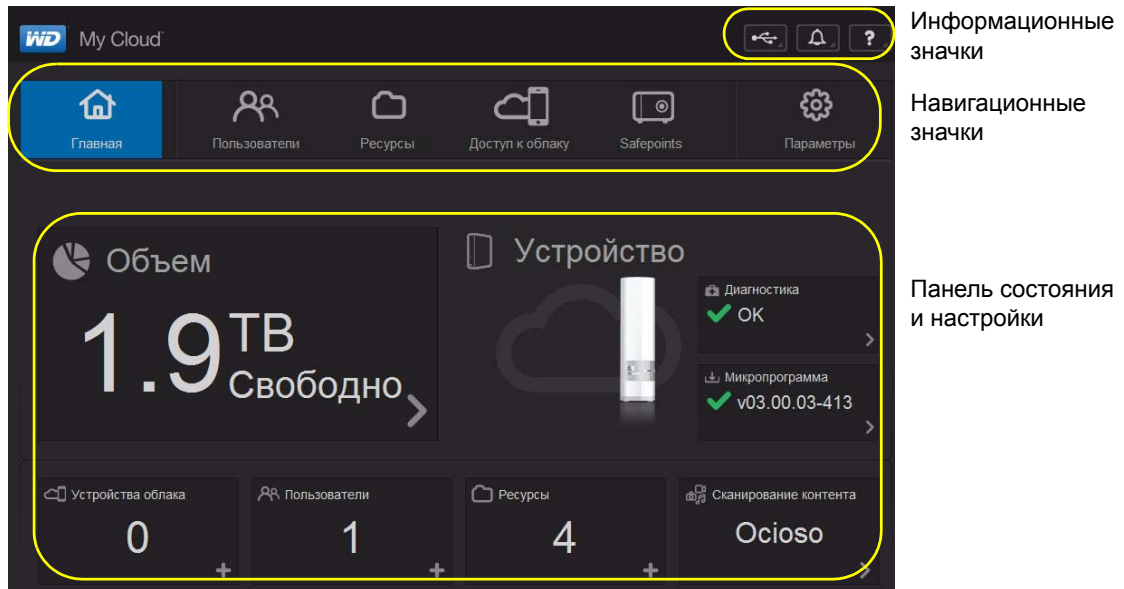 WD My Cloud
?
Информационные
значки
Главная
Пользователи
Ресурсы
Доступ к облаку
Safepoints
Параметры
Навигационные
значки
Объем
1.9 ТВ
Свободно
Устройство
Диагностика
OK
Микропрограмма
v03.00.03-413
Панель состояния
и настройки
Устройства облака
0
Пользователи
1
Ресурсы
4
Сканирование контента
Ocioso